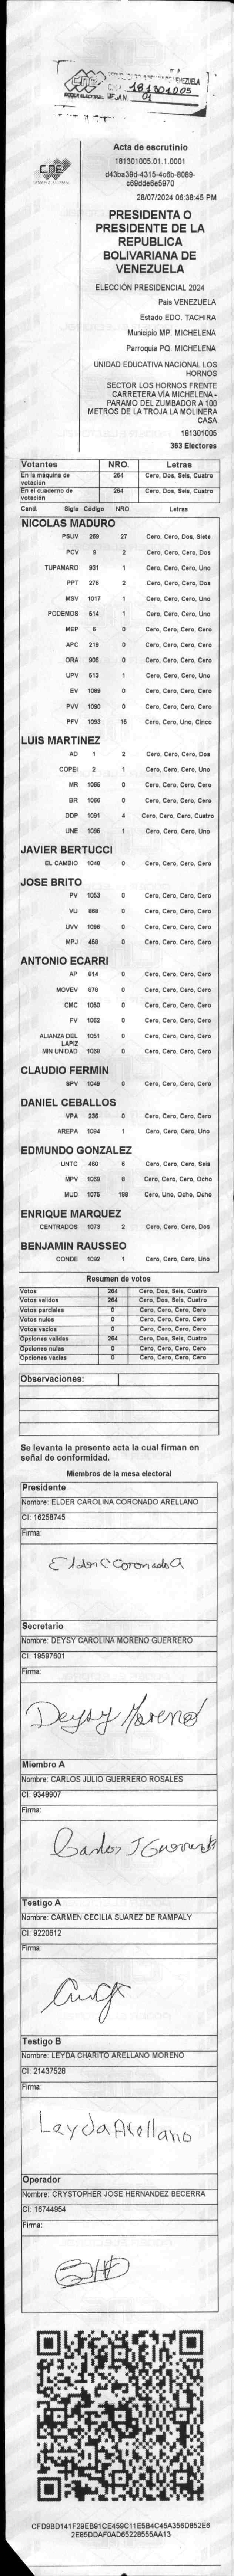 CNE
PODER ELECTORAL
181301005
01
CNE
Acta de escrutinio
181301005.01.1.0001
d43ba39d-4315-4c6b-8089-
c69dde6e5970
28/07/2024 06:38:45 PM
PRESIDENTA O
PRESIDENTE DE LA
REPUBLICA
BOLIVARIANA DE
VENEZUELA
ELECCIÓN PRESIDENCIAL 2024
País VENEZUELA
Estado EDO. TACHIRA
Municipio MP. MICHELENA
Parroquia PQ. MICHELENA
UNIDAD EDUCATIVA NACIONAL LOS
HORNOS
SECTOR LOS HORNOS FRENTE
CARRETERA VÍA MICHELENA -
PARAMO DEL ZUMBADOR A 100
METROS DE LA TROJA LA MOLINERA
CASA
181301005
363 Electores
Votantes NRO. Letras
En la máquina de votación 264 Cero, Dos, Seis, Cuatro
En el cuaderno de votación 264 Cero, Dos, Seis, Cuatro
Cand. Sigla Código NRO. Letras
NICOLAS MADURO
PSUV 269 27 Cero, Cero, Dos, Siete
PCV 9 2 Cero, Cero, Cero, Dos
TUPAMARO 931 1 Cero, Cero, Cero, Uno
PPT 276 2 Cero, Cero, Cero, Dos
MSV 1017 1 Cero, Cero, Cero, Uno
PODEMOS 514 1 Cero, Cero, Cero, Uno
MEP 6 0 Cero, Cero, Cero, Cero
APC 219 0 Cero, Cero, Cero, Cero
ORA 905 0 Cero, Cero, Cero, Cero
UPV 513 1 Cero, Cero, Cero, Uno
EV 1089 0 Cero, Cero, Cero, Cero
PVV 1090 0 Cero, Cero, Cero, Cero
PFV 1093 15 Cero, Cero, Uno, Cinco
LUIS MARTINEZ
AD 1 2 Cero, Cero, Cero, Dos
COPEI 2 1 Cero, Cero, Cero, Uno
MR 1065 0 Cero, Cero, Cero, Cero
BR 1066 0 Cero, Cero, Cero, Cero
DDP 1091 4 Cero, Cero, Cero, Cuatro
UNE 1095 1 Cero, Cero, Cero, Uno
JAVIER BERTUCCI
EL CAMBIO 1048 0 Cero, Cero, Cero, Cero
JOSE BRITO
PV 1053 0 Cero, Cero, Cero, Cero
VU 868 0 Cero, Cero, Cero, Cero
UVV 1096 0 Cero, Cero, Cero, Cero
MPJ 459 0 Cero, Cero, Cero, Cero
ANTONIO ECARRI
AP 814 0 Cero, Cero, Cero, Cero
MOVEV 878 0 Cero, Cero, Cero, Cero
CMC 1050 0 Cero, Cero, Cero, Cero
FV 1062 0 Cero, Cero, Cero, Cero
ALIANZA DEL LAPIZ 1061 0 Cero, Cero, Cero, Cero
MIN UNIDAD 1069 0 Cero, Cero, Cero, Cero
CLAUDIO FERMIN
SPV 1049 0 Cero, Cero, Cero, Cero
DANIEL CEBALLOS
VPA 236 0 Cero, Cero, Cero, Cero
AREPA 1094 1 Cero, Cero, Cero, Uno
EDMUNDO GONZALEZ
UNTC 460 6 Cero, Cero, Cero, Seis
MPV 1069 8 Cero, Cero, Cero, Ocho
MUD 1075 188 Cero, Uno, Ocho, Ocho
ENRIQUE MARQUEZ
CENTRADOS 1073 2 Cero, Cero, Cero, Dos
BENJAMIN RAUSSEO
CONDE 1092 1 Cero, Cero, Cero, Uno
Resumen de votos
Votos 264 Cero, Dos, Seis, Cuatro
Votos validos 264 Cero, Dos, Seis, Cuatro
Votos parciales 0 Cero, Cero, Cero, Cero
Votos nulos 0 Cero, Cero, Cero, Cero
Votos vacios 0 Cero, Cero, Cero, Cero
Opciones validas 264 Cero, Dos, Seis, Cuatro
Opciones nulas 0 Cero, Cero, Cero, Cero
Opciones vacias 0 Cero, Cero, Cero, Cero
Observaciones:
Se levanta la presente acta la cual firman en
señal de conformidad.
Miembros de la mesa electoral
Presidente
Nombre: ELDER CAROLINA CORONADO ARELLANO
CI: 16258745
Firma:
Elder C Coronado A
Secretario
Nombre: DEYSY CAROLINA MORENO GUERRERO
CI: 19597601
Firma:
Deysy Moreno
Miembro A
Nombre: CARLOS JULIO GUERRERO ROSALES
CI: 9348907
Firma:
Carlos J Guerrero
Testigo A
Nombre: CARMEN CECILIA SUAREZ DE RAMPALY
CI: 9220612
Firma:
Testigo B
Nombre: LEYDA CHARITO ARELLANO MORENO
CI: 21437528
Firma:
Leyda Arellano
Operador
Nombre: CRYSTOPHER JOSE HERNANDEZ BECERRA
CI: 16744954
Firma:
CFD9BD141F29EB91CE459C11E5B4C45A356D852E6
2E85DDAF0AD65228555AA13